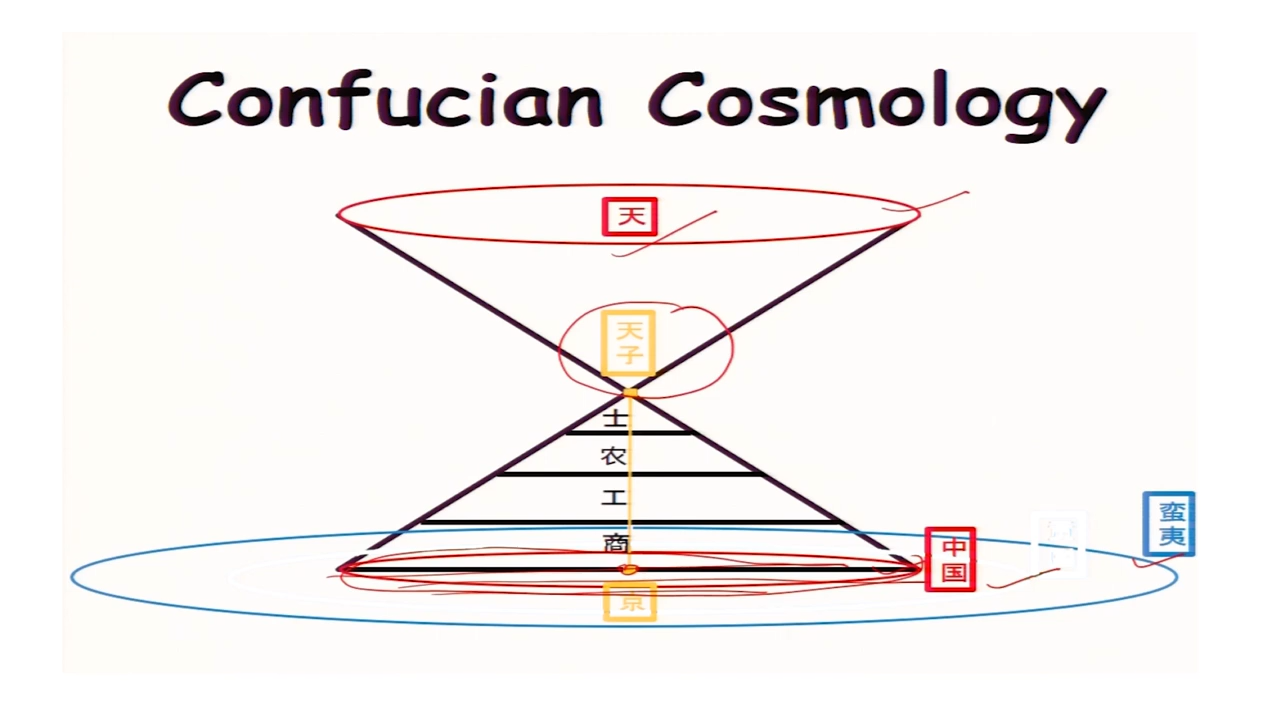 Confucian Cosmology
天
天
子
士
农
工
商
中
国
蛮
夷
京